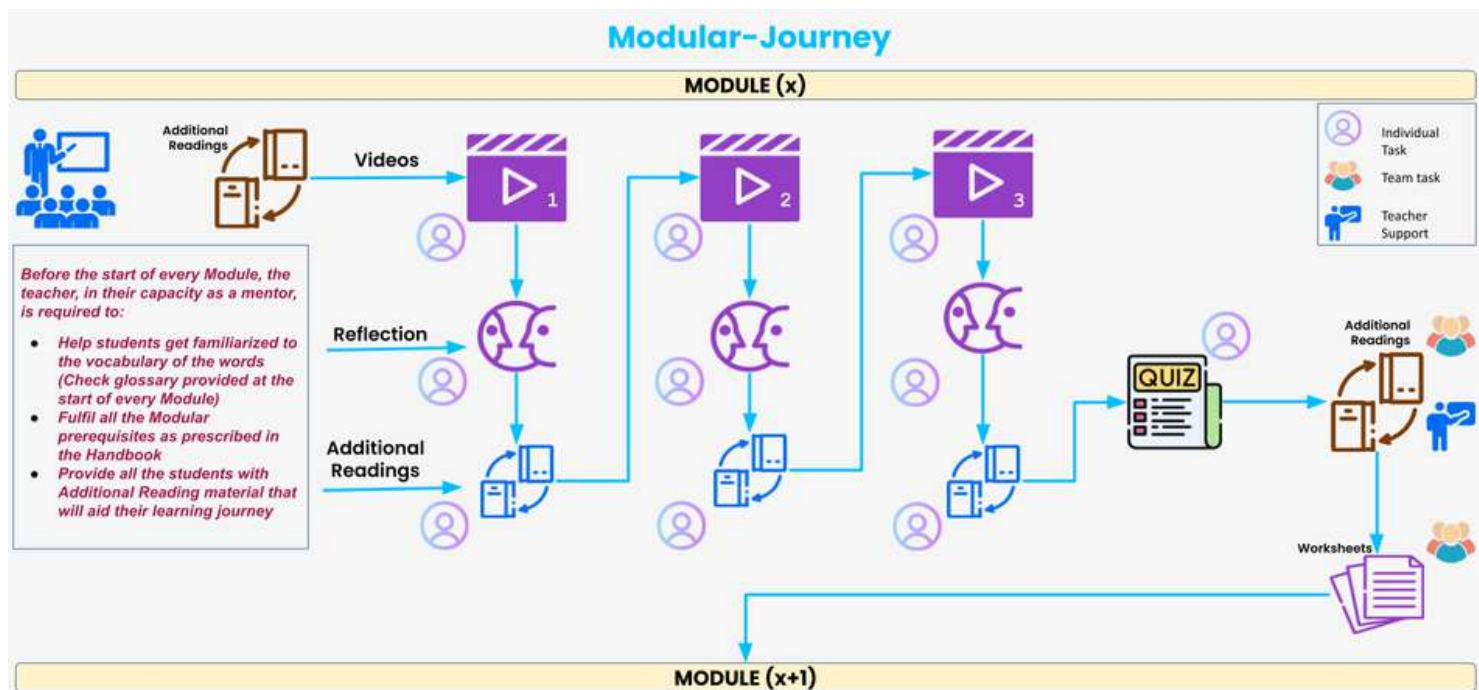 Modular-Journey
MODULE (x)
Additional
Readings
Videos
1
2
3
Individual
Task
Team task
Teacher
Support
Before the start of every Module, the
teacher, in their capacity as a mentor,
is required to:
● Help students get familiarized to
the vocabulary of the words
(Check glossary provided at the
start of every Module)
● Fulfil all the Modular
prerequisites as prescribed in
the Handbook
● Provide all the students with
Additional Reading material that
will aid their learning journey
Reflection
Additional
Readings
QUIZ
Additional
Readings
Worksheets
MODULE (x+1)